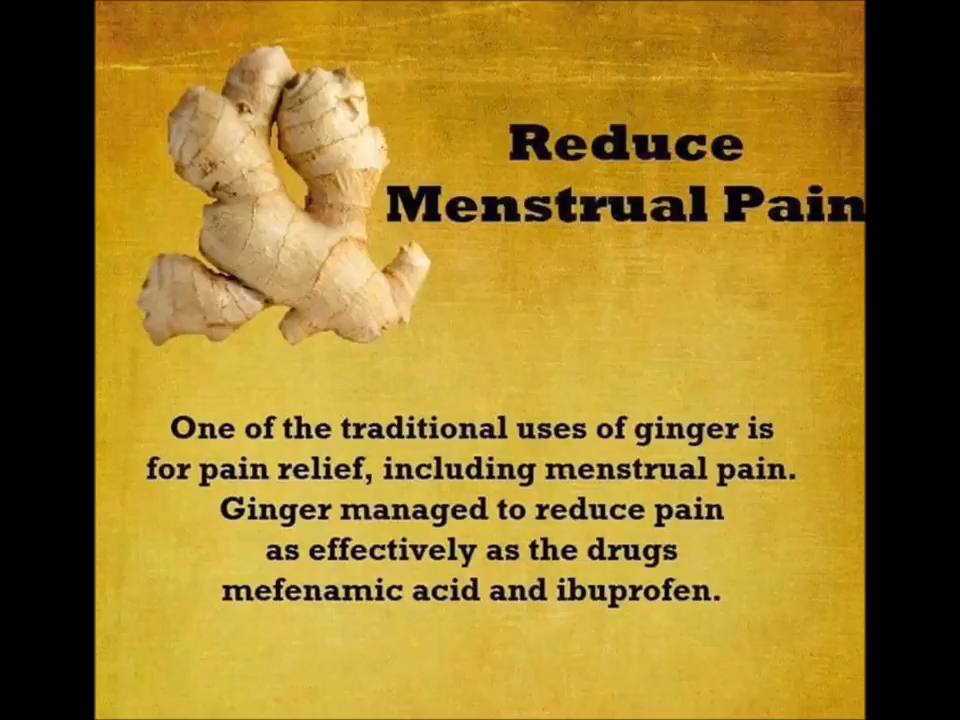 Reduce
Menstrual Pain
One of the traditional uses of ginger is
for pain relief, including menstrual pain.
Ginger managed to reduce pain
as effectively as the drugs
mefenamic acid and ibuprofen.